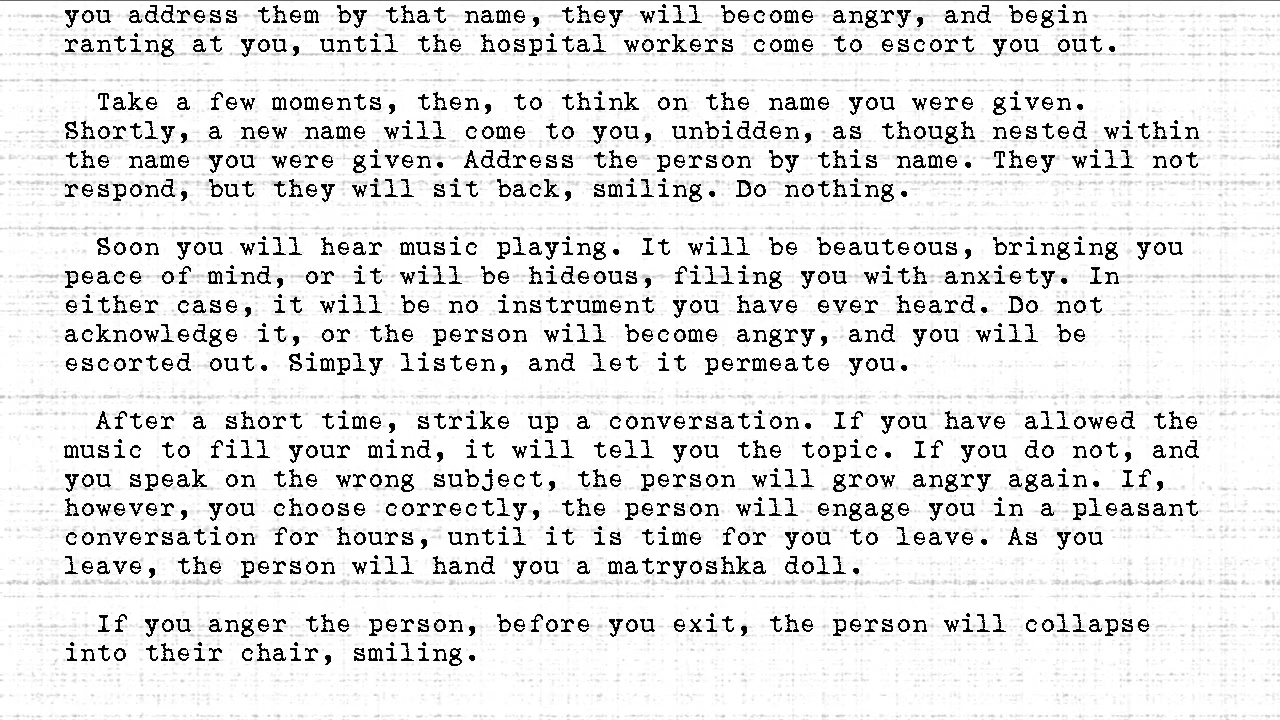 you address them by that name, they will become angry, and begin
ranting at you, until the hospital workers come to escort you out.
Take a few moments, then, to think on the name you were given.
Shortly, a new name will come to you, unbidden, as though nested within
the name you were given. Address the person by this name. They will not
respond, but they will sit back, smiling. Do nothing.
Soon you will hear music playing. It will be beauteous, bringing you
peace of mind, or it will be hideous, filling you with anxiety. In
either case, it will be no instrument you have ever heard. Do not
acknowledge it, or the person will become angry, and you will be
escorted out. Simply listen, and let it permeate you.
After a short time, strike up a conversation. If you have allowed the
music to fill your mind, it will tell you the topic. If you do not, and
you speak on the wrong subject, the person will grow angry again. If,
however, you choose correctly, the person will engage you in a pleasant
conversation for hours, until it is time for you to leave. As you
leave, the person will hand you a matryoshka doll.
If you anger the person, before you exit, the person will collapse
into their chair, smiling.